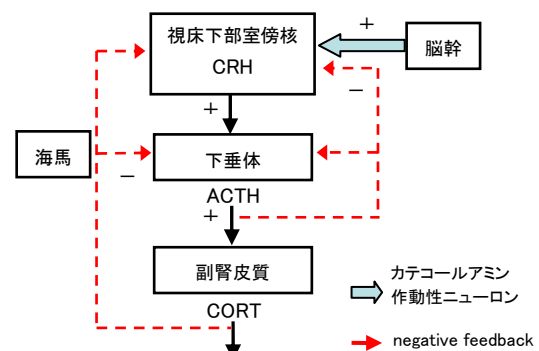 +
視床下部室傍核
CRH
脳幹
−
+
海馬
下垂体
−
ACTH
+
副腎皮質
カテコールアミン
作動性ニューロン
CORT
negative feedback